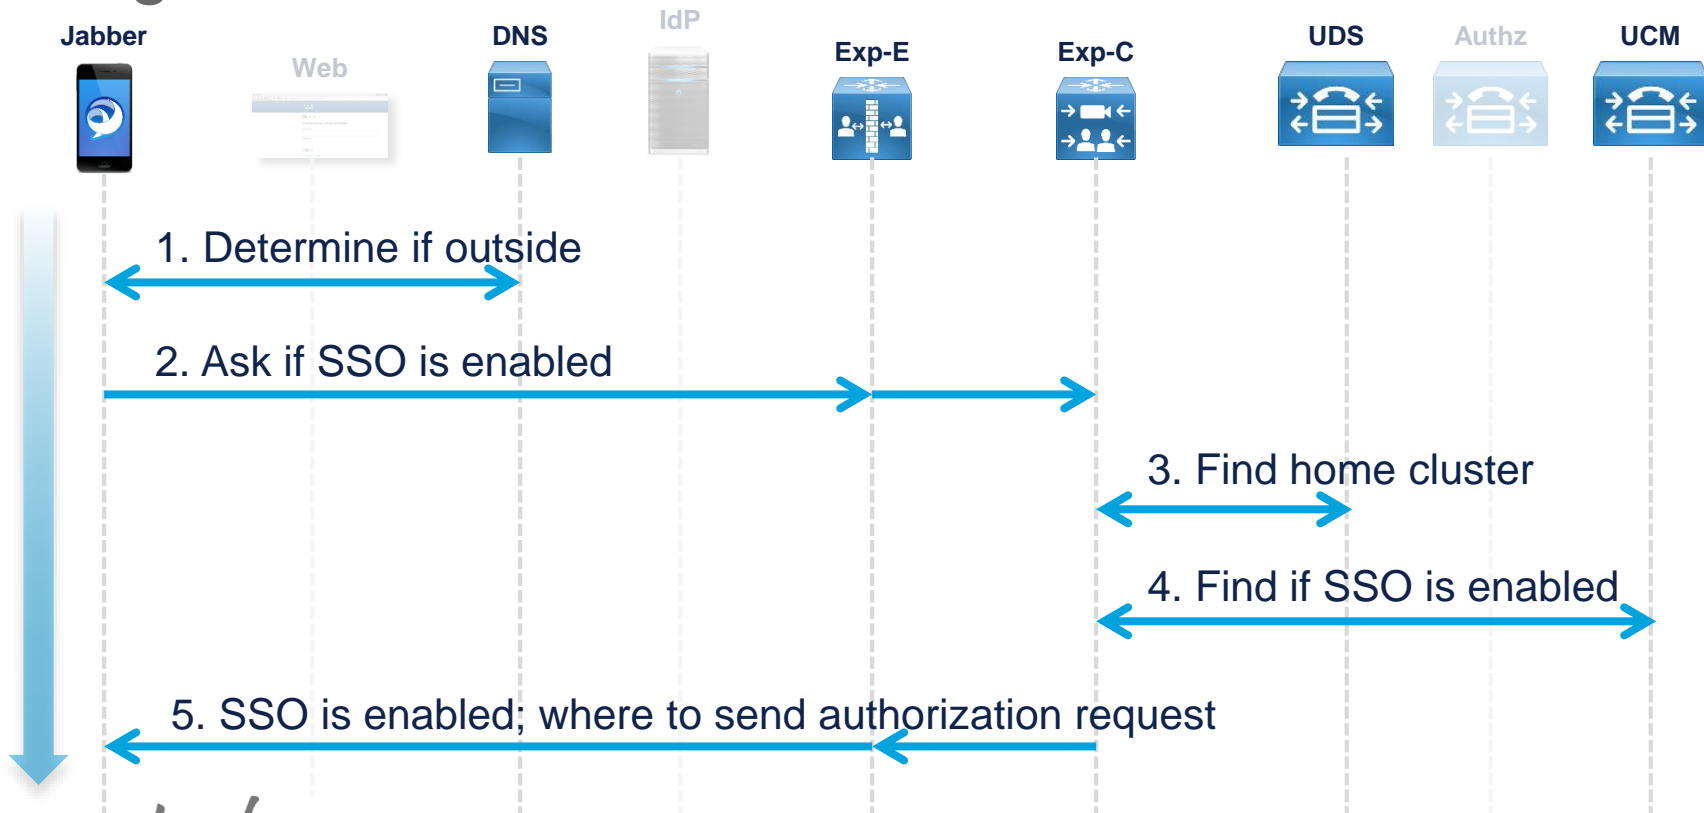 IdP
Jabber
DNS
UDS
Authz
UCM
Exp-E
Exp-C
Web
1. Determine if outside
2. Ask if SSO is enabled
3. Find home cluster
4. Find if SSO is enabled
5. SSO is enabled; where to send authorization request